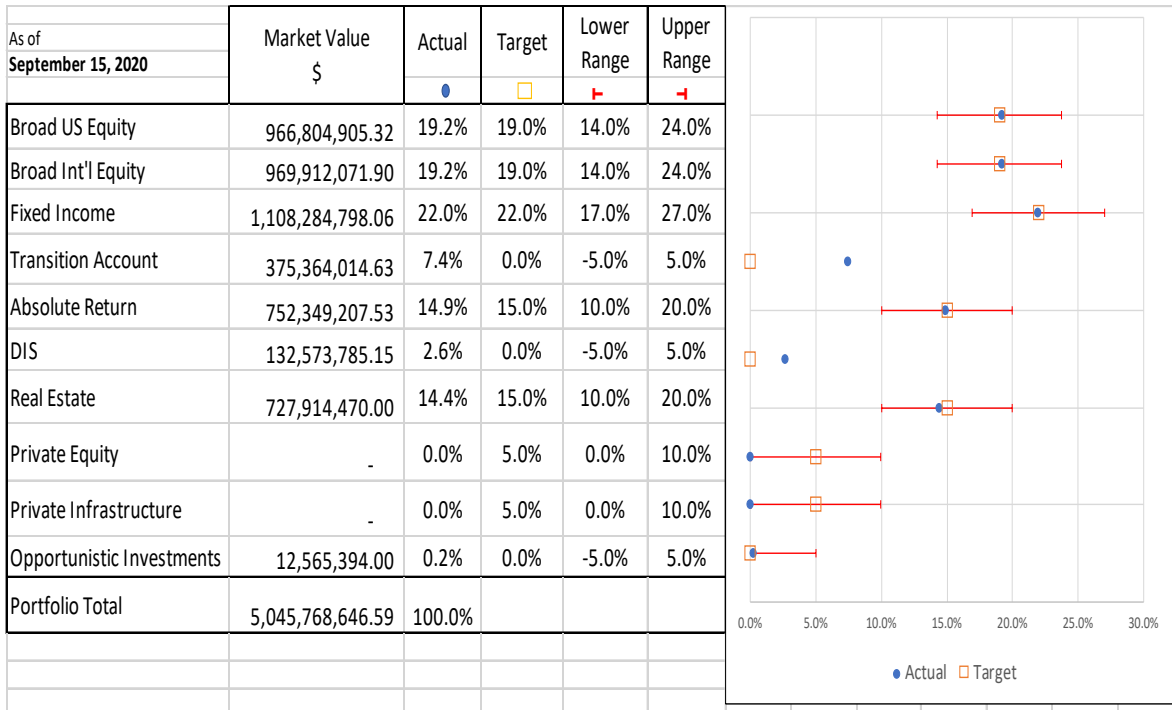 As of
September 15, 2020
Market Value
$
Actual
Target
Lower
Range
Upper
Range
Broad US Equity 966,804,905.32 19.2% 19.0% 14.0% 24.0%
Broad Int'l Equity 969,912,071.90 19.2% 19.0% 14.0% 24.0%
Fixed Income 1,108,284,798.06 22.0% 22.0% 17.0% 27.0%
Transition Account 375,364,014.63 7.4% 0.0% -5.0% 5.0%
Absolute Return 752,349,207.53 14.9% 15.0% 10.0% 20.0%
DIS 132,573,785.15 2.6% 0.0% -5.0% 5.0%
Real Estate 727,914,470.00 14.4% 15.0% 10.0% 20.0%
Private Equity - 0.0% 5.0% 0.0% 10.0%
Private Infrastructure - 0.0% 5.0% 0.0% 10.0%
Opportunistic Investments 12,565,394.00 0.2% 0.0% -5.0% 5.0%
Portfolio Total 5,045,768,646.59 100.0%
0.0% 5.0% 10.0% 15.0% 20.0% 25.0% 30.0%
Actual Target